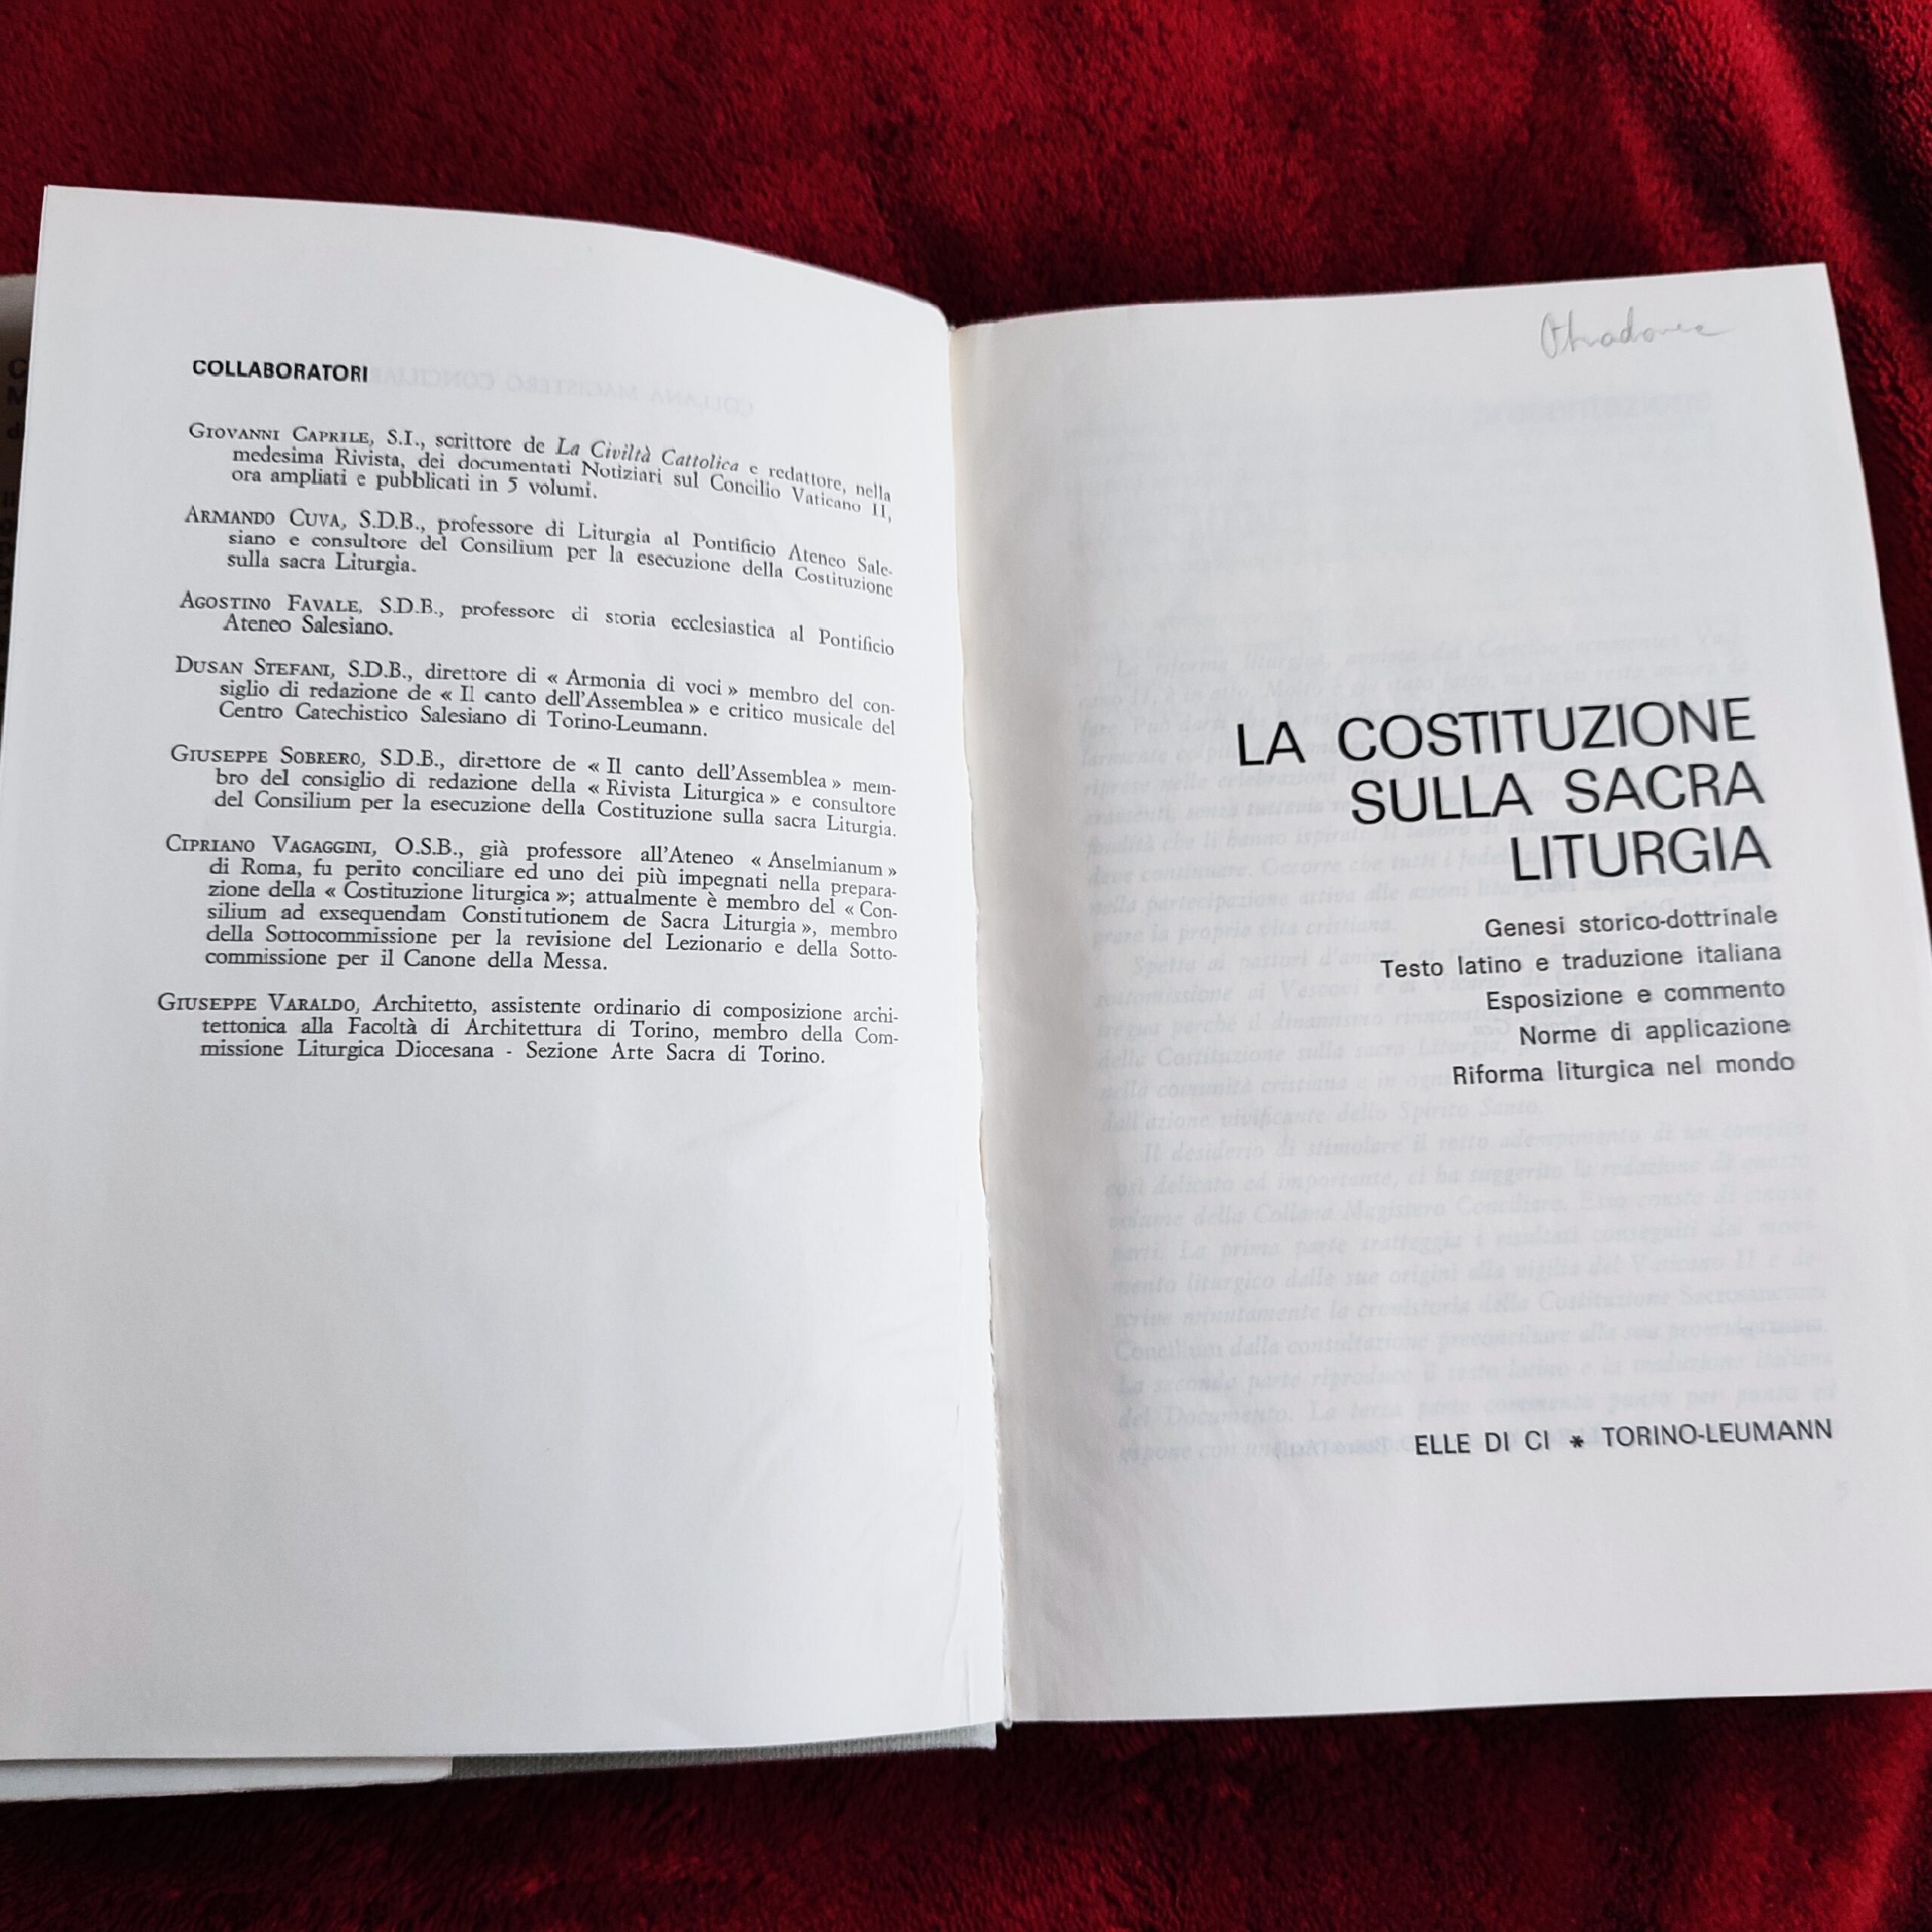 COLLABORATORI
GIOVANNI CAPRILE, S.I., scrittore de La Civiltà Cattolica e redattore, nella
medesima Rivista, dei documentati Notiziari sul Concilio Vaticano II,
ora ampliati e pubblicati in 5 volumi.
ARMANDO CUVA, S.D.B., professore di Liturgia al Pontificio Ateneo Sale-
siano e consultore del Consilium per la esecuzione della Costituzione
sulla sacra Liturgia.
AGOSTINO FAVALE, S.D.B., professore di storia ecclesiastica al Pontificio
Ateneo Salesiano.
DUSAN STEFANI, S.D.B., direttore di « Armonia di voci » membro del con-
siglio di redazione de « Il canto dell'Assemblea » e critico musicale del
Centro Catechistico Salesiano di Torino-Leumann.
GIUSEPPE SOBRERO, S.D.B., direttore de « Il canto dell'Assemblea » mem-
bro del consiglio di redazione della « Rivista Liturgica » e consultore
del Consilium per la esecuzione della Costituzione sulla sacra Liturgia.
CIPRIANO VAGAGGINI, O.S.B., già professore all'Ateneo « Anselmianum »
di Roma, fu perito conciliare ed uno dei più impegnati nella prepara-
zione della « Costituzione liturgica »; attualmente è membro del « Con-
silium ad exsequendam Constitutionem de Sacra Liturgia », membro
della Sottocommissione per la revisione del Lezionario e della Sotto-
commissione per il Canone della Messa.
GIUSEPPE VARALDO, Architetto, assistente ordinario di composizione archi-
tettonica alla Facoltà di Architettura di Torino, membro della Com-
missione Liturgica Diocesana - Sezione Arte Sacra di Torino.
LA COSTITUZIONE
SULLA SACRA
LITURGIA
Genesi storico-dottrinale
Testo latino e traduzione italiana
Esposizione e commento
Norme di applicazione
Riforma liturgica nel mondo
ELLE DI CI * TORINO-LEUMANN